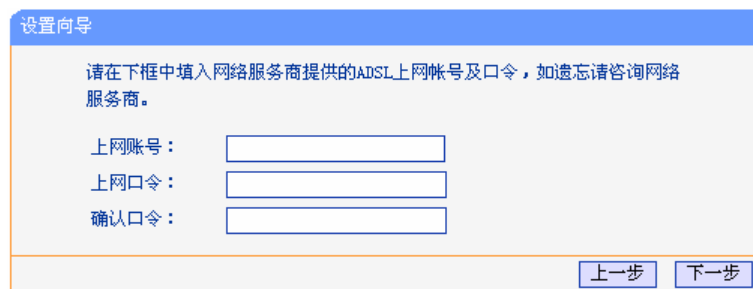 设置向导
请在下框中填入网络服务商提供的ADSL上网帐号及口令，如遗忘请咨询网络
服务商。
上网账号：
上网口令：
确认口令：
上一步 下一步